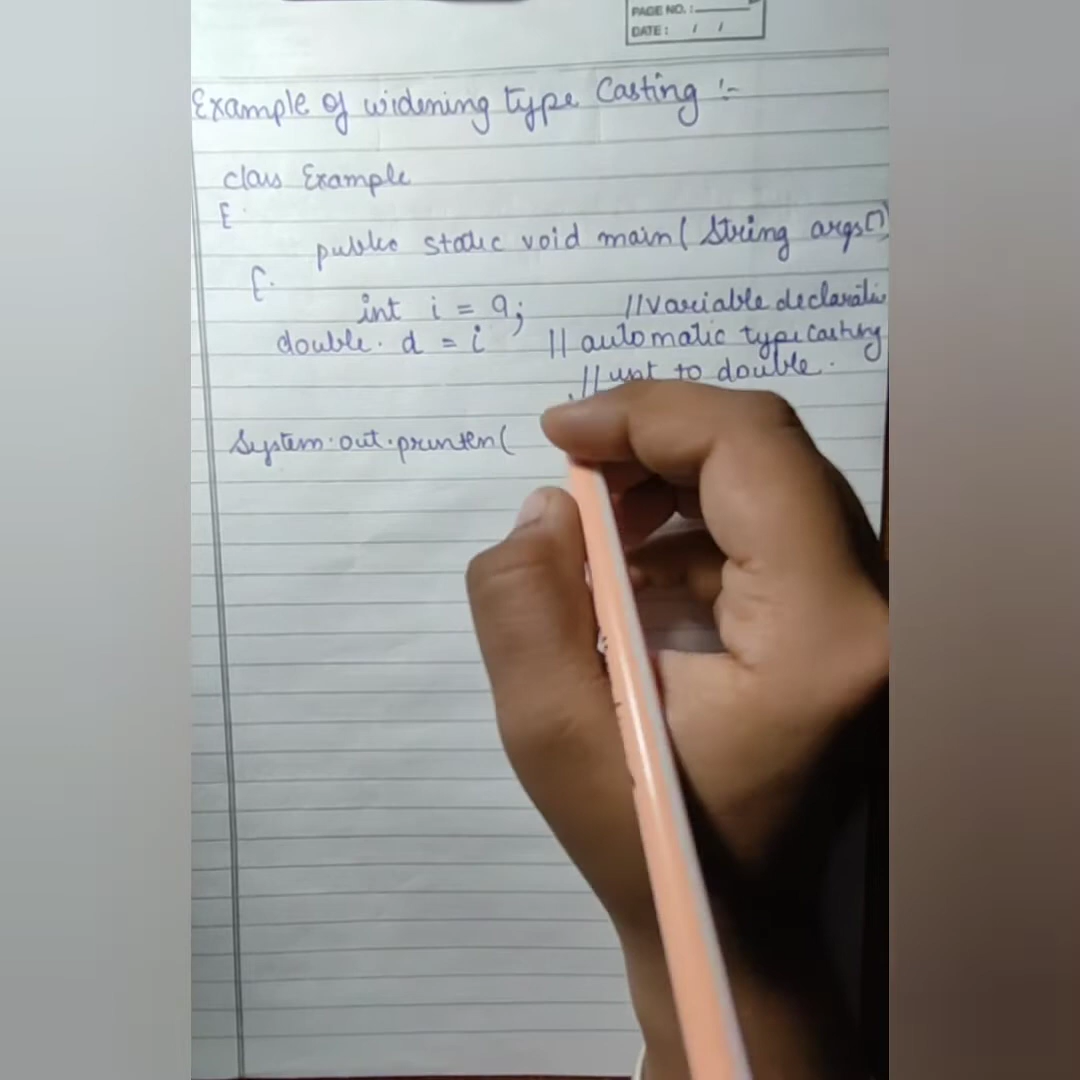 PAGE NO. :
DATE : / /
Example of widening type Casting :-
class Example
{
public static void main( String args[]
{
int i = 9; //variable declaratio
double d = i // automatic type casting
// int to double.
System.out.println(